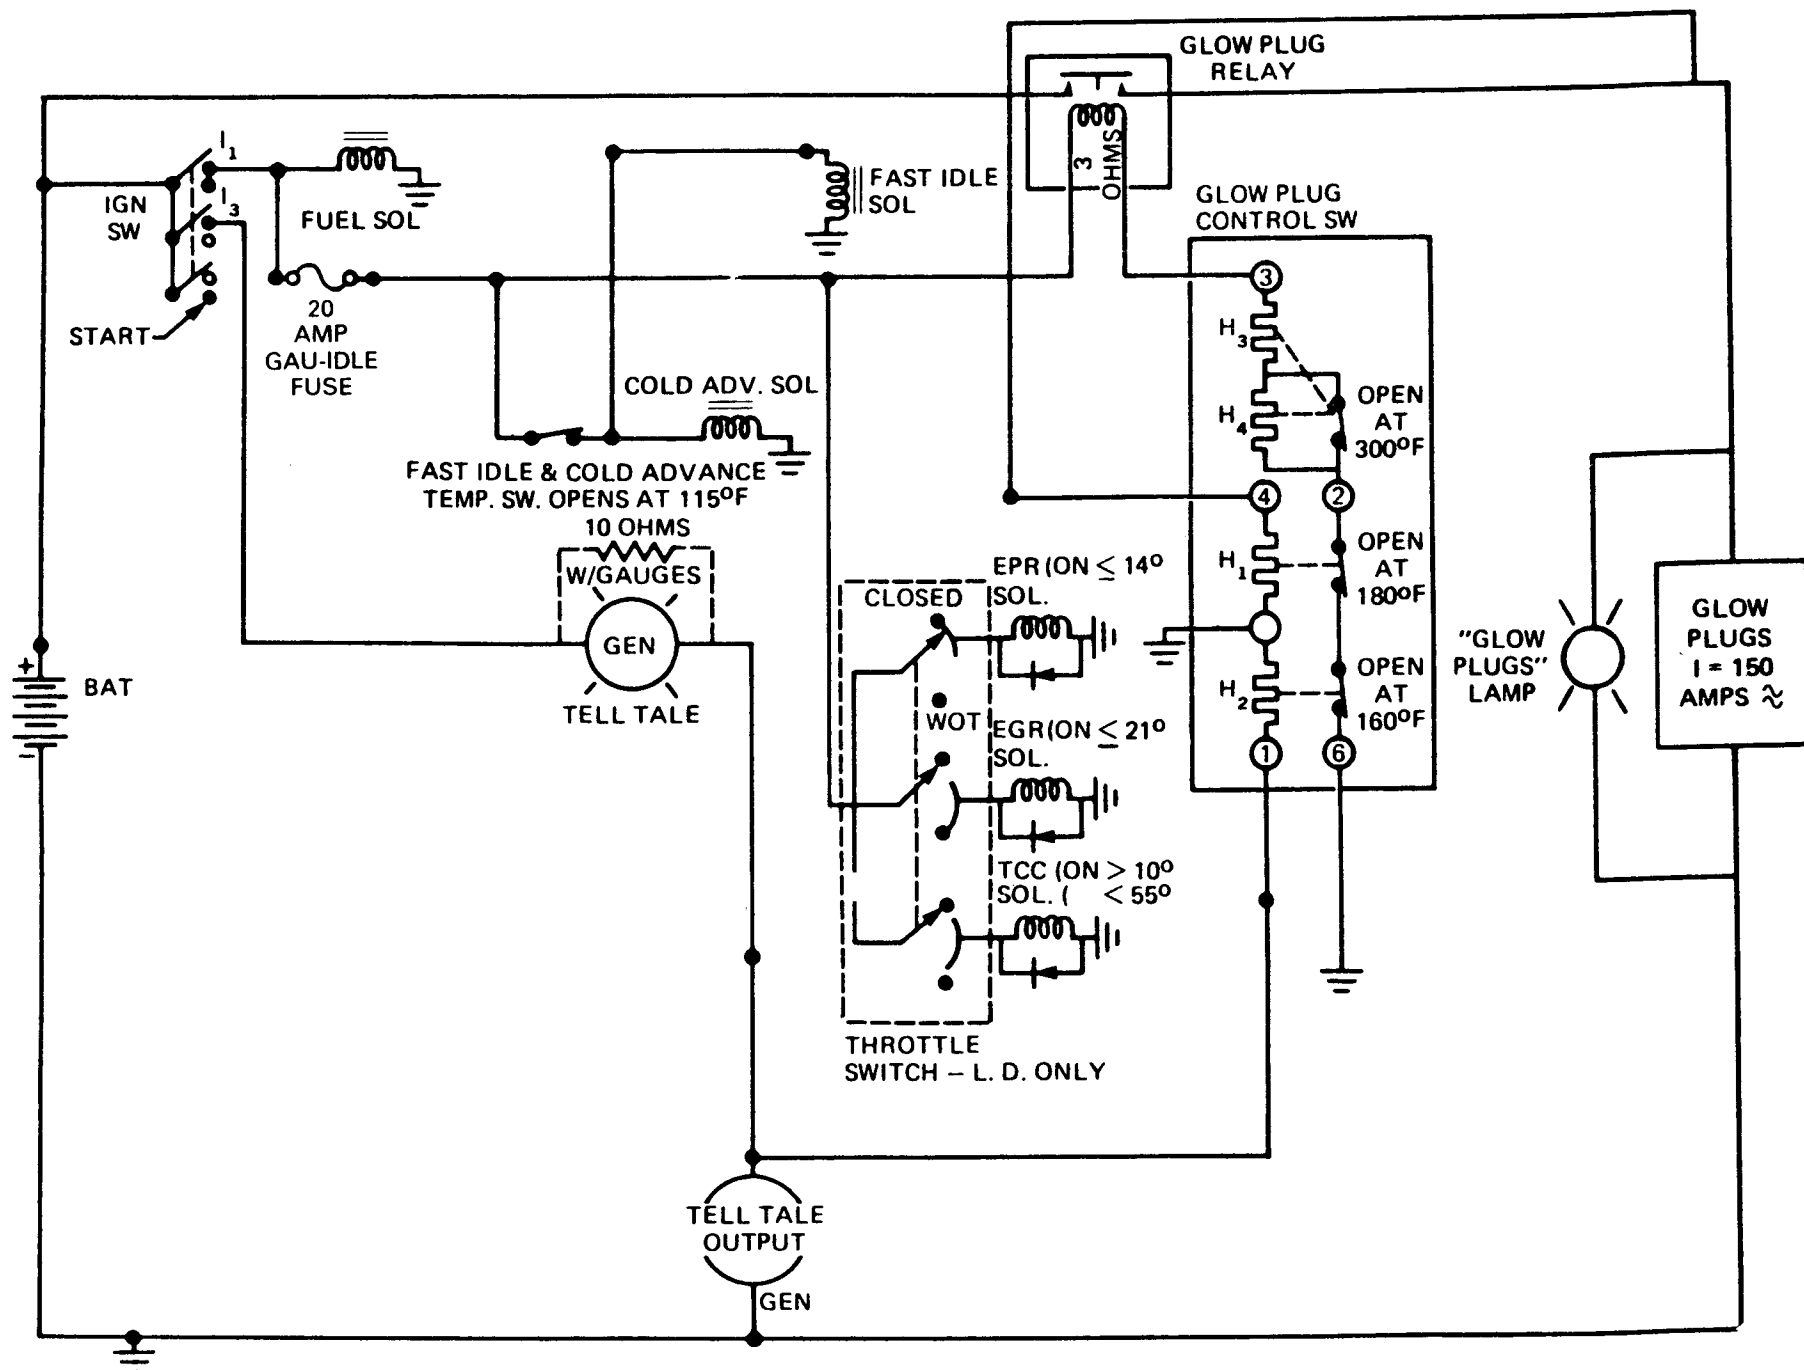 GLOW PLUG
RELAY
3
OHMS
I1
I3
IGN
SW
FUEL SOL
START
20
AMP
GAU-IDLE
FUSE
FAST IDLE
SOL
COLD ADV. SOL
FAST IDLE & COLD ADVANCE
TEMP. SW. OPENS AT 115°F
10 OHMS
W/GAUGES
GEN
TELL TALE
+
BAT
-
GLOW PLUG
CONTROL SW
3
H3
H4
OPEN
AT
300°F
4
2
H1
OPEN
AT
180°F
H2
OPEN
AT
160°F
1
6
CLOSED
WOT
EPR (ON ≤ 14°
SOL.
EGR (ON ≤ 21°
SOL.
TCC (ON > 10°
SOL. ( < 55°
THROTTLE
SWITCH – L. D. ONLY
"GLOW
PLUGS"
LAMP
GLOW
PLUGS
I = 150
AMPS ≈
TELL TALE
OUTPUT
GEN